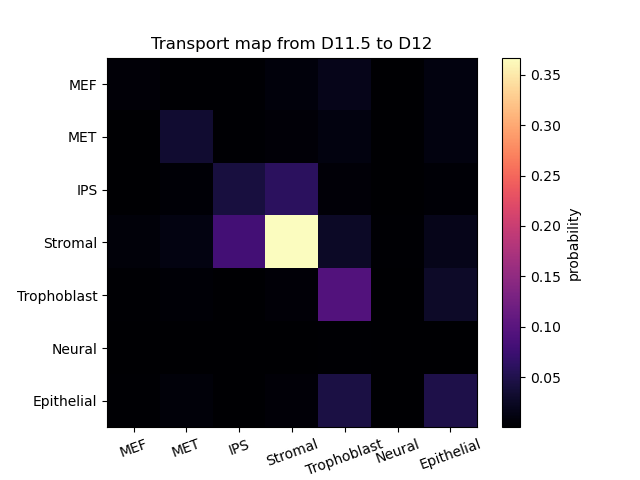 Transport map from D11.5 to D12
MEF
MET
IPS
Stromal
Trophoblast
Neural
Epithelial
MEF
MET
IPS
Stromal
Trophoblast
Neural
Epithelial
0.35
0.30
0.25
0.20
0.15
0.10
0.05
probability